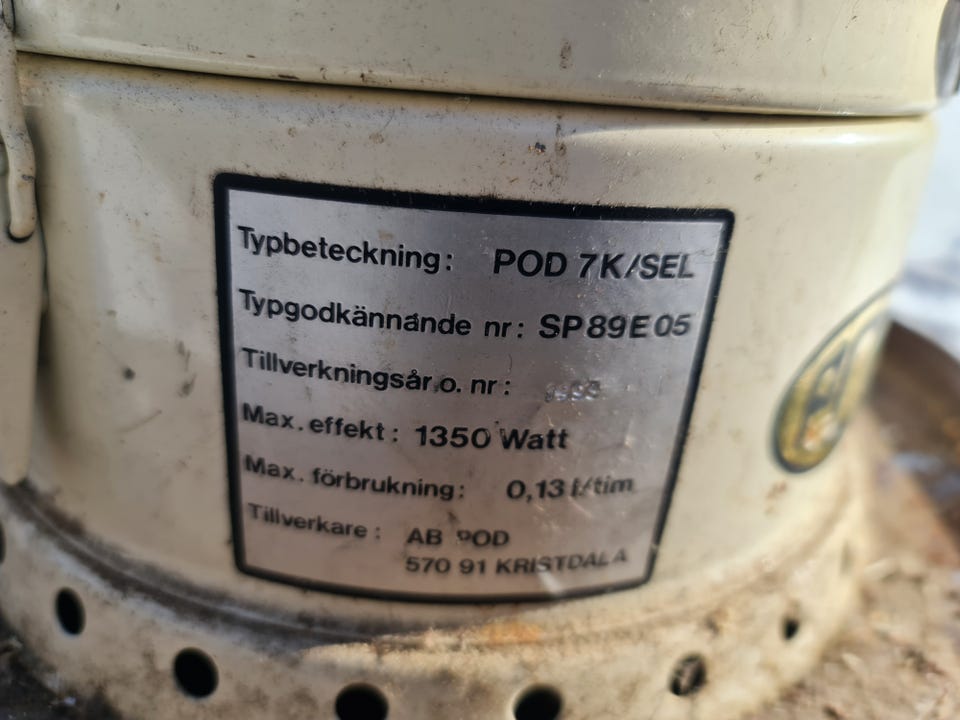 Typbeteckning: POD 7K/SEL
Typgodkännande nr: SP89E05
Tillverkningsår o. nr:
Max. effekt: 1350 Watt
Max. förbrukning: 0,13 l/tim
Tillverkare: AB POD
570 91 KRISTDALA